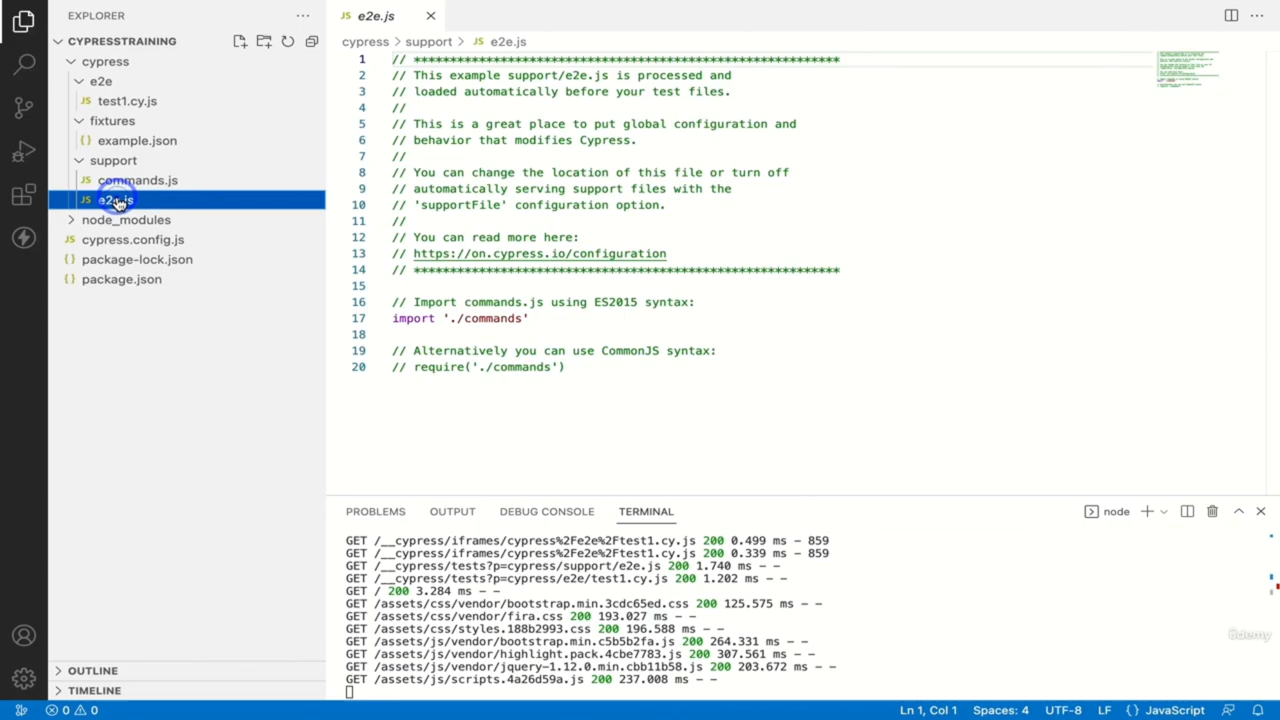 EXPLORER
CYPRESSTRAINING
cypress
e2e
test1.cy.js
fixtures
{} example.json
support
JS commands.js
JS e2e.js
node_modules
JS cypress.config.js
{} package-lock.json
{} package.json
OUTLINE
TIMELINE
JS e2e.js
cypress > support > JS e2e.js
1 // ***********************************************************
2 // This example support/e2e.js is processed and
3 // loaded automatically before your test files.
4 //
5 // This is a great place to put global configuration and
6 // behavior that modifies Cypress.
7 //
8 // You can change the location of this file or turn off
9 // automatically serving support files with the
10 // 'supportFile' configuration option.
11 //
12 // You can read more here:
13 // https://on.cypress.io/configuration
14 // ***********************************************************
15
16 // Import commands.js using ES2015 syntax:
17 import './commands'
18
19 // Alternatively you can use CommonJS syntax:
20 // require('./commands')
PROBLEMS OUTPUT DEBUG CONSOLE TERMINAL node
GET /__cypress/iframes/cypress%2Fe2e%2Ftest1.cy.js 200 0.499 ms - 859
GET /__cypress/iframes/cypress%2Fe2e%2Ftest1.cy.js 200 0.339 ms - 859
GET /__cypress/tests?p=cypress/support/e2e.js 200 1.740 ms - -
GET /__cypress/tests?p=cypress/e2e/test1.cy.js 200 1.202 ms - -
GET / 200 3.284 ms - -
GET /assets/css/vendor/bootstrap.min.3cdc65ed.css 200 125.575 ms - -
GET /assets/css/vendor/fira.css 200 193.027 ms - -
GET /assets/css/styles.188b2993.css 200 196.588 ms - -
GET /assets/js/vendor/bootstrap.min.c5b5b2fa.js 200 264.331 ms - -
GET /assets/js/vendor/highlight.pack.4cbe7783.js 200 307.561 ms - -
GET /assets/js/vendor/jquery-1.12.0.min.cbb11b58.js 200 203.672 ms - -
GET /assets/js/scripts.4a26d59a.js 200 237.008 ms - -
ûdemy
0 0 Ln 1, Col 1 Spaces: 4 UTF-8 LF {} JavaScript